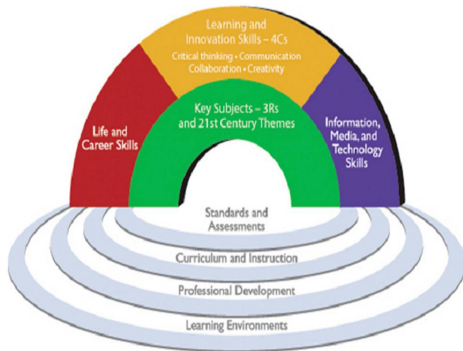 Learning and
Innovation Skills – 4Cs
Critical thinking • Communication
Collaboration • Creativity
Key Subjects – 3Rs
and 21st Century Themes
Life and
Career Skills
Information,
Media, and
Technology
Skills
Standards and
Assessments
Curriculum and Instruction
Professional Development
Learning Environments